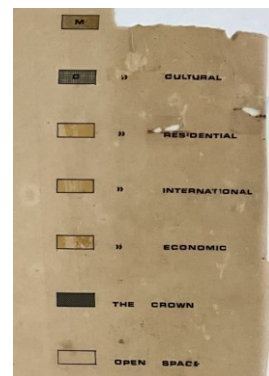 M
C » CULTURAL
» RESIDENTIAL
» INTERNATIONAL
» ECONOMIC
THE CROWN
OPEN SPACE